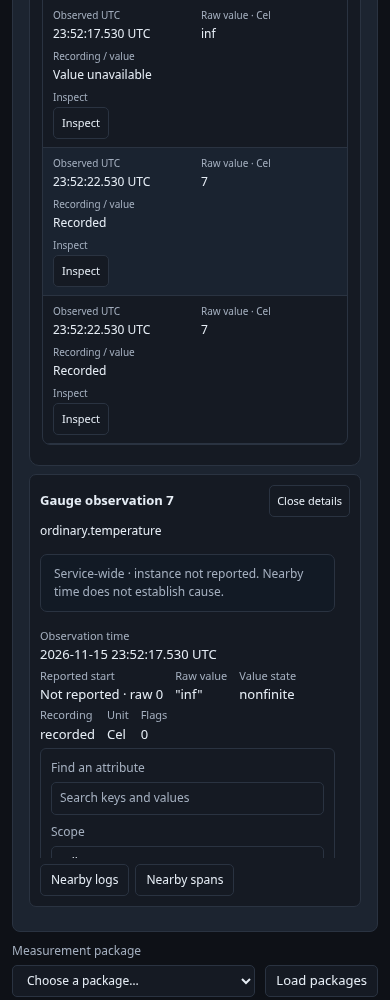 Observed UTC Raw value · Cel
23:52:17.530 UTC inf
Recording / value
Value unavailable
Inspect
Inspect
Observed UTC Raw value · Cel
23:52:22.530 UTC 7
Recording / value
Recorded
Inspect
Inspect
Observed UTC Raw value · Cel
23:52:22.530 UTC 7
Recording / value
Recorded
Inspect
Inspect
Gauge observation 7 Close details
ordinary.temperature
Service-wide · instance not reported. Nearby
time does not establish cause.
Observation time
2026-11-15 23:52:17.530 UTC
Reported start Raw value Value state
Not reported · raw 0 "inf" nonfinite
Recording Unit Flags
recorded Cel 0
Find an attribute
Search keys and values
Scope
Nearby logs Nearby spans
Measurement package
Choose a package... Load packages